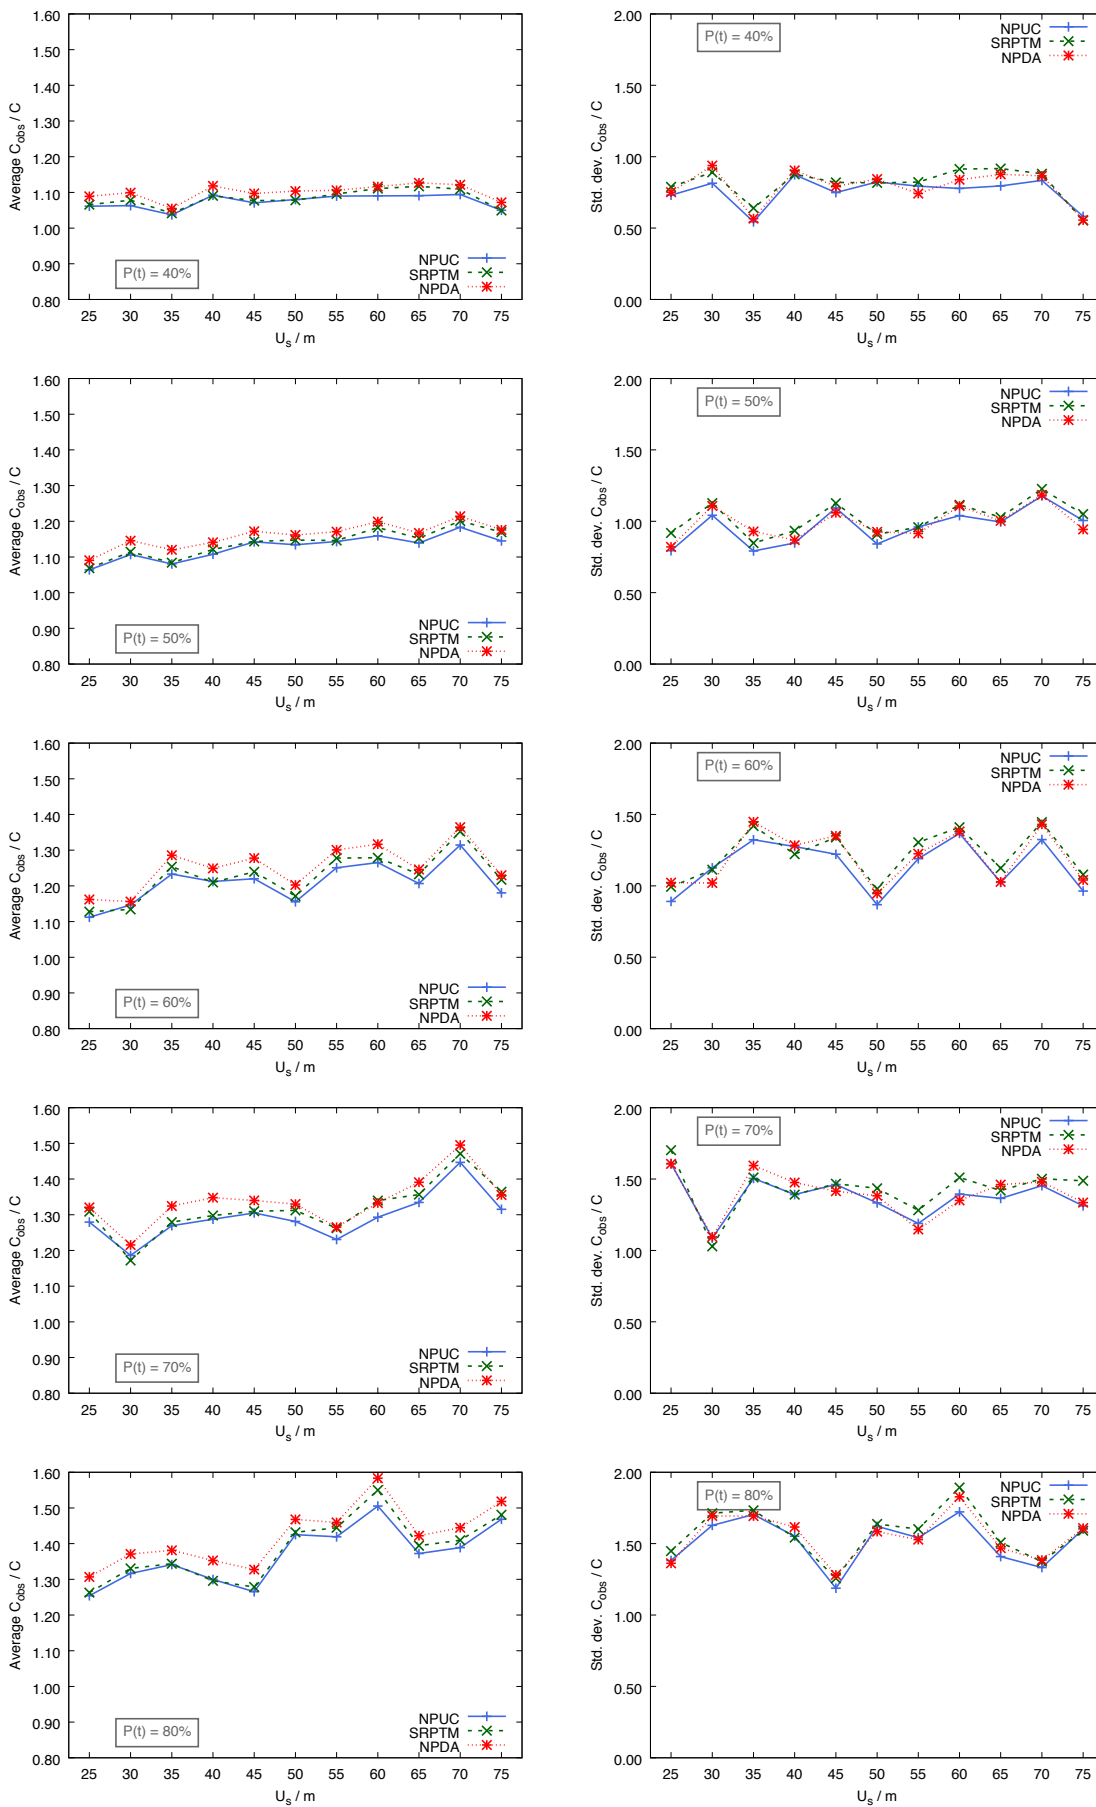 1.60
1.50
1.40
1.30
1.20
1.10
1.00
0.90
0.80
Average C_obs / C
25 30 35 40 45 50 55 60 65 70 75
U_s / m
P(t) = 40%
NPUC
SRPTM
NPDA
2.00
1.50
1.00
0.50
0.00
Std. dev. C_obs / C
25 30 35 40 45 50 55 60 65 70 75
U_s / m
P(t) = 40%
NPUC
SRPTM
NPDA
1.60
1.50
1.40
1.30
1.20
1.10
1.00
0.90
0.80
Average C_obs / C
25 30 35 40 45 50 55 60 65 70 75
U_s / m
P(t) = 50%
NPUC
SRPTM
NPDA
2.00
1.50
1.00
0.50
0.00
Std. dev. C_obs / C
25 30 35 40 45 50 55 60 65 70 75
U_s / m
P(t) = 50%
NPUC
SRPTM
NPDA
1.60
1.50
1.40
1.30
1.20
1.10
1.00
0.90
0.80
Average C_obs / C
25 30 35 40 45 50 55 60 65 70 75
U_s / m
P(t) = 60%
NPUC
SRPTM
NPDA
2.00
1.50
1.00
0.50
0.00
Std. dev. C_obs / C
25 30 35 40 45 50 55 60 65 70 75
U_s / m
P(t) = 60%
NPUC
SRPTM
NPDA
1.60
1.50
1.40
1.30
1.20
1.10
1.00
0.90
0.80
Average C_obs / C
25 30 35 40 45 50 55 60 65 70 75
U_s / m
P(t) = 70%
NPUC
SRPTM
NPDA
2.00
1.50
1.00
0.50
0.00
Std. dev. C_obs / C
25 30 35 40 45 50 55 60 65 70 75
U_s / m
P(t) = 70%
NPUC
SRPTM
NPDA
1.60
1.50
1.40
1.30
1.20
1.10
1.00
0.90
0.80
Average C_obs / C
25 30 35 40 45 50 55 60 65 70 75
U_s / m
P(t) = 80%
NPUC
SRPTM
NPDA
2.00
1.50
1.00
0.50
0.00
Std. dev. C_obs / C
25 30 35 40 45 50 55 60 65 70 75
U_s / m
P(t) = 80%
NPUC
SRPTM
NPDA